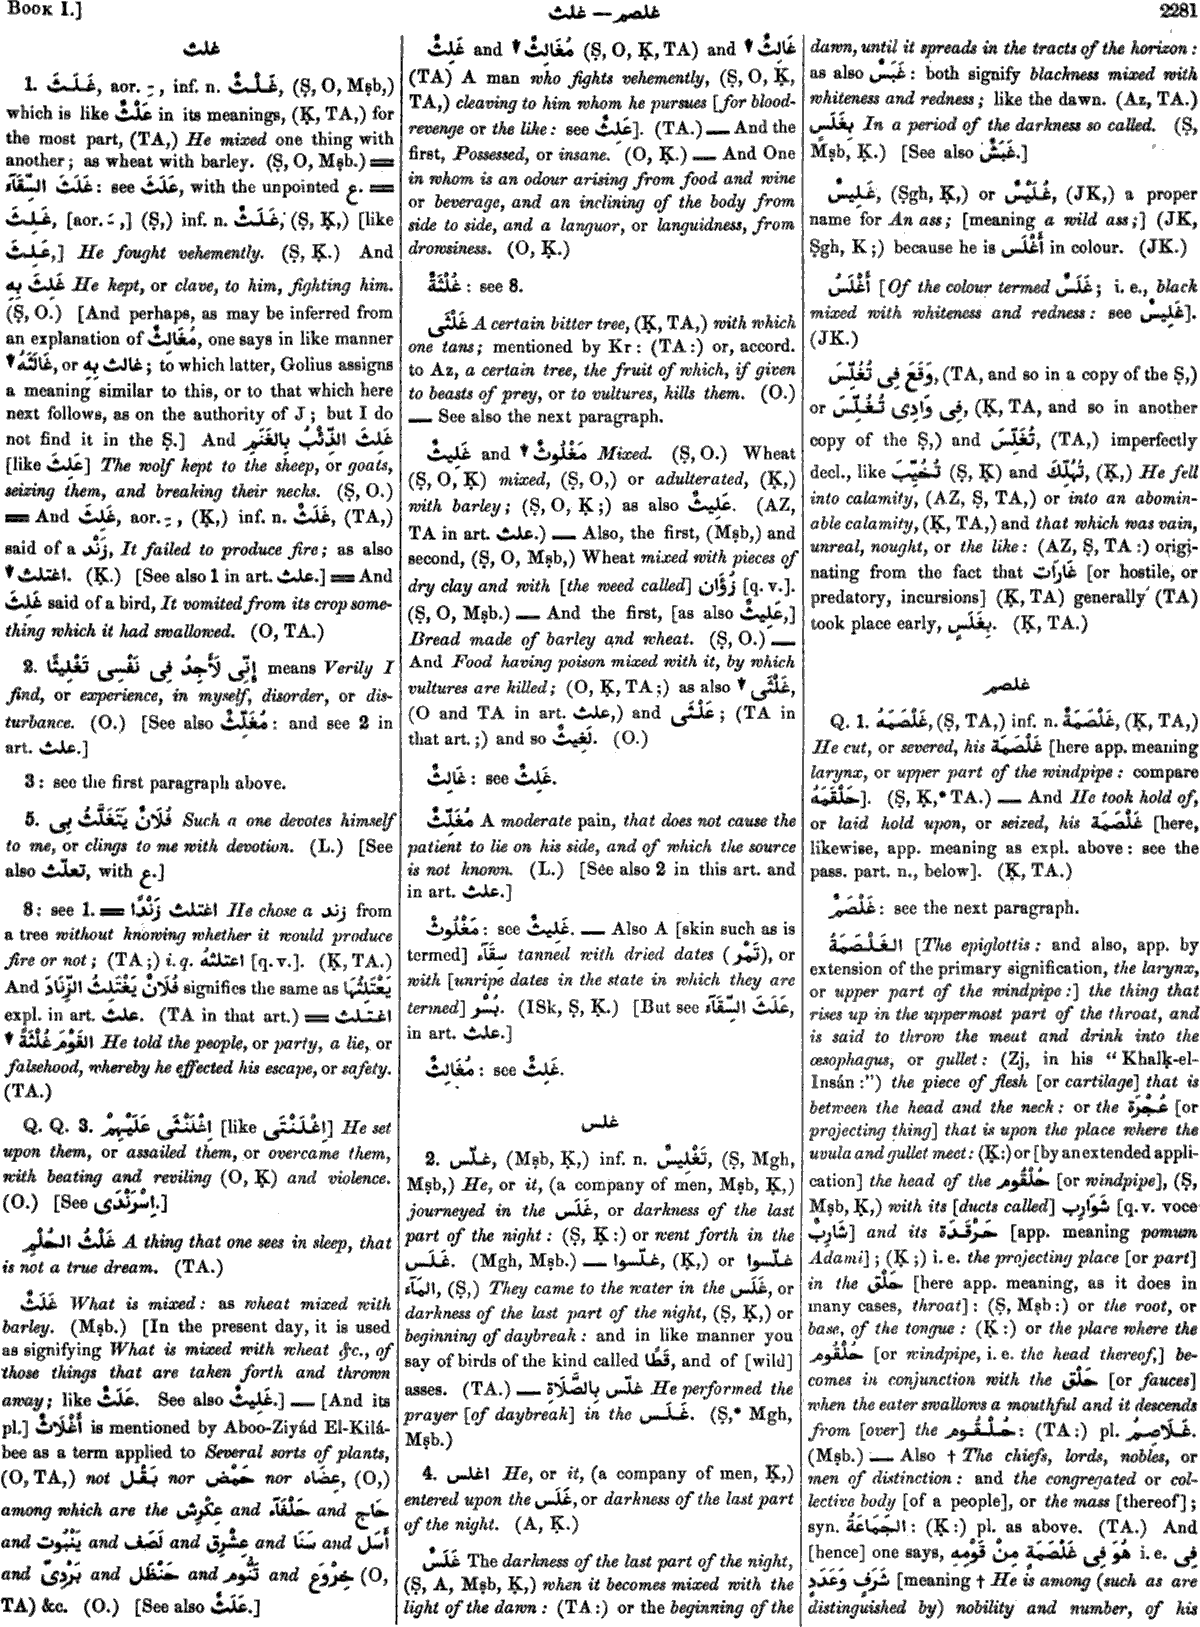 BOOK I.]
غلث — غلصم
2281
غلث
1. غَلَثَ, aor. ـِ , inf. n. غَلْثٌ, (Ṣ, O, Mṣb,)
which is like عَلْثٌ in its meanings, (Ḳ, TA,) for
the most part, (TA,) He mixed one thing with
another; as wheat with barley. (Ṣ, O, Mṣb.) ＝
غَلَثَ السِّقَآءَ : see عَلَثَ, with the unpointed ع. ＝
غَلِثَ, [aor. ـَ ,] (Ṣ,) inf. n. غَلَثٌ, (Ṣ, Ḳ,) [like
عَلِثَ,] He fought vehemently. (Ṣ, Ḳ.) And
غَلِثَ بِهِ He kept, or clave, to him, fighting him.
(Ṣ, O.) [And perhaps, as may be inferred from
an explanation of مُغَالِثٌ, one says in like manner
▼ غَالَثَهُ, or غالث بِهِ ; to which latter, Golius assigns
a meaning similar to this, or to that which here
next follows, as on the authority of J; but I do
not find it in the Ṣ.] And غَلِثَ الذِّئْبُ بِالغَنَمِ
[like عَلِثَ] The wolf kept to the sheep, or goats,
seizing them, and breaking their necks. (Ṣ, O.)
＝ And غَلِثَ, aor. ـَ , (Ḳ,) inf. n. غَلَثٌ, (TA,)
said of a زَنْد, It failed to produce fire; as also
▼ اغتلث. (Ḳ.) [See also 1 in art. علث.] ＝ And
غَلِثَ said of a bird, It vomited from its crop some-
thing which it had swallowed. (O, TA.)
2. إِنِّى لَأَجِدُ فِى نَفْسِى تَغْلِيثًا means Verily I
find, or experience, in myself, disorder, or dis-
turbance. (O.) [See also مُغَلِّثٌ : and see 2 in
art. علث.]
3 : see the first paragraph above.
5. فُلَانٌ يَتَغَلَّثُ بِى Such a one devotes himself
to me, or clings to me with devotion. (L.) [See
also تعلّث, with ع.]
8 : see 1. ＝ اغتلث زَنْدًا He chose a زند from
a tree without knowing whether it would produce
fire or not; (TA;) i. q. اعتلثهُ [q. v.]. (Ḳ, TA.)
And فُلَانٌ يَغْتَلِثُ الزِّنَادَ signifies the same as يَعْتَلِثُهَا
expl. in art. علث. (TA in that art.) ＝ اغتلث
▼ القَوْمَ غُلْثَةً He told the people, or party, a lie, or
falsehood, whereby he effected his escape, or safety.
(TA.)
Q. Q. 3. اِغْلَنْثَى عَلَيْهِمْ [like اِغْلَنْتَى] He set
upon them, or assailed them, or overcame them,
with beating and reviling (O, Ḳ) and violence.
(O.) [See اِسْرَنْدَى.]
غَلْثُ الحُلْمِ A thing that one sees in sleep, that
is not a true dream. (TA.)
غَلَثٌ What is mixed : as wheat mixed with
barley. (Mṣb.) [In the present day, it is used
as signifying What is mixed with wheat &c., of
those things that are taken forth and thrown
away; like عَلَثٌ. See also غَلِيثٌ.] — [And its
pl.] أَغْلَاثٌ is mentioned by Aboo-Ziyád El-Kilá-
bee as a term applied to Several sorts of plants,
(O, TA,) not بَقْل nor حَمْض nor عِضَاه, (O,)
among which are the عِكْرِش and حَلْفَآء and حَاج
and يَنْبُوت and لَصَف and عِشْرِق and سَنَا and أَسَل
and بَرْدِىّ and حَنْظَل and تَنُّوم and خِرْوَع (O,
TA) &c. (O.) [See also عَلَثٌ.]
غَلِثٌ and ▼ مُغَالِثٌ (Ṣ, O, Ḳ, TA) and ▼ غَالِثٌ
(TA) A man who fights vehemently, (Ṣ, O, Ḳ,
TA,) cleaving to him whom he pursues [for blood-
revenge or the like : see عَلِثٌ]. (TA.) — And the
first, Possessed, or insane. (O, Ḳ.) — And One
in whom is an odour arising from food and wine
or beverage, and an inclining of the body from
side to side, and a languor, or languidness, from
drowsiness. (O, Ḳ.)
غُلْثَةٌ : see 8.
غَلْثَى A certain bitter tree, (Ḳ, TA,) with which
one tans; mentioned by Kr : (TA :) or, accord.
to Az, a certain tree, the fruit of which, if given
to beasts of prey, or to vultures, kills them. (O.)
— See also the next paragraph.
غَلِيثٌ and ▼ مَغْلُوثٌ Mixed. (Ṣ, O.) Wheat
(Ṣ, O, Ḳ) mixed, (Ṣ, O,) or adulterated, (Ḳ,)
with barley; (Ṣ, O, Ḳ;) as also عَلِيثٌ. (AZ,
TA in art. علث.) — Also, the first, (Mṣb,) and
second, (Ṣ, O, Mṣb,) Wheat mixed with pieces of
dry clay and with [the weed called] زُؤَان [q. v.].
(Ṣ, O, Mṣb.) — And the first, [as also عَلِيثٌ,]
Bread made of barley and wheat. (Ṣ, O.) —
And Food having poison mixed with it, by which
vultures are killed; (O, Ḳ, TA;) as also ▼ غَلْثَى,
(O and TA in art. علث,) and عَلْثَى ; (TA in
that art.;) and so لَغِيثٌ. (O.)
غَالِثٌ : see غَلِثٌ.
مُغَلِّثٌ A moderate pain, that does not cause the
patient to lie on his side, and of which the source
is not known. (L.) [See also 2 in this art. and
in art. علث.]
مَغْلُوثٌ : see غَلِيثٌ. — Also A [skin such as is
termed] سِقَآء tanned with dried dates (تَمْر), or
with [unripe dates in the state in which they are
termed] بُسْر. (ISk, Ṣ, Ḳ.) [But see عَلَثَ السِّقَآءَ,
in art. علث.]
مُغَالِثٌ : see غَلِثٌ.
غلس
2. غلّس, (Mṣb, Ḳ,) inf. n. تَغْلِيسٌ, (Ṣ, Mgh,
Mṣb,) He, or it, (a company of men, Mṣb, Ḳ,)
journeyed in the غَلَس, or darkness of the last
part of the night : (Ṣ, Ḳ :) or went forth in the
غَلَس. (Mgh, Mṣb.) — غلّسوا, (Ḳ,) or غلّسوا
المَآءَ, (Ṣ,) They came to the water in the غَلَس, or
darkness of the last part of the night, (Ṣ, Ḳ,) or
beginning of daybreak : and in like manner you
say of birds of the kind called قَطًا, and of [wild]
asses. (TA.) — غلّس بِالصَّلَاةِ He performed the
prayer [of daybreak] in the غَلَس. (Ṣ,* Mgh,
Mṣb.)
4. اغلس He, or it, (a company of men, Ḳ,)
entered upon the غَلَس, or darkness of the last part
of the night. (A, Ḳ.)
غَلَسٌ The darkness of the last part of the night,
(Ṣ, A, Mṣb, Ḳ,) when it becomes mixed with the
light of the dawn : (TA :) or the beginning of the
dawn, until it spreads in the tracts of the horizon :
as also غَبَسٌ : both signify blackness mixed with
whiteness and redness; like the dawn. (Az, TA.)
بِغَلَسٍ In a period of the darkness so called. (Ṣ,
Mṣb, Ḳ.) [See also غَبَشٌ.]
غَلِيسٌ, (Ṣgh, Ḳ,) or غُلَيْسٌ, (JK,) a proper
name for An ass; [meaning a wild ass;] (JK,
Ṣgh, K;) because he is أَغْلَس in colour. (JK.)
أَغْلَسُ [Of the colour termed غَلَسٌ ; i. e., black
mixed with whiteness and redness : see غَلِيسٌ].
(JK.)
وَقَعَ فِى تُغُلِّسَ, (TA, and so in a copy of the Ṣ,)
or فِى وَادِى تُغُلِّسَ, (Ḳ, TA, and so in another
copy of the Ṣ,) and تُغَلِّسَ, (TA,) imperfectly
decl., like تُخُيِّبَ (Ṣ, Ḳ) and تُهُلِّكَ, (Ḳ,) He fell
into calamity, (AZ, Ṣ, TA,) or into an abomin-
able calamity, (Ḳ, TA,) and that which was vain,
unreal, nought, or the like : (AZ, Ṣ, TA :) origi-
nating from the fact that غَارَات [or hostile, or
predatory, incursions] (Ḳ, TA) generally (TA)
took place early, بِغَلَسٍ. (Ḳ, TA.)
غلصم
Q. 1. غَلْصَمَهُ, (Ṣ, TA,) inf. n. غَلْصَمَةٌ, (Ḳ, TA,)
He cut, or severed, his غَلْصَمَة [here app. meaning
larynx, or upper part of the windpipe : compare
حَلْقَمَهُ]. (Ṣ, Ḳ,* TA.) — And He took hold of,
or laid hold upon, or seized, his غَلْصَمَة [here,
likewise, app. meaning as expl. above : see the
pass. part. n., below]. (Ḳ, TA.)
غَلْصَمٌ : see the next paragraph.
الغَلْصَمَةُ [The epiglottis : and also, app. by
extension of the primary signification, the larynx,
or upper part of the windpipe :] the thing that
rises up in the uppermost part of the throat, and
is said to throw the meat and drink into the
œsophagus, or gullet : (Zj, in his “ Khalḳ-el-
Insán :”) the piece of flesh [or cartilage] that is
between the head and the neck : or the عُجْرَة [or
projecting thing] that is upon the place where the
uvula and gullet meet : (Ḳ:) or [by an extended appli-
cation] the head of the حُلْقُوم [or windpipe], (Ṣ,
Mṣb, Ḳ,) with its [ducts called] شَوَارِب [q. v. voce
شَارِبٌ] and its حَرْقَدَة [app. meaning pomum
Adami]; (Ḳ;) i. e. the projecting place [or part]
in the حَلْق [here app. meaning, as it does in
many cases, throat] : (Ṣ, Mṣb :) or the root, or
base, of the tongue : (Ḳ :) or the place where the
حلقوم [or windpipe, i. e. the head thereof,] be-
comes in conjunction with the حَلْق [or fauces]
when the eater swallows a mouthful and it descends
from [over] the حُلْقُوم : (TA :) pl. غَلَاصِمُ.
(Mṣb.) — Also † The chiefs, lords, nobles, or
men of distinction : and the congregated or col-
lective body [of a people], or the mass [thereof];
syn. الجَمَاعَةُ : (Ḳ :) pl. as above. (TA.) And
[hence] one says, هُوَ فِى غَلْصَمَةٍ مِنْ قَوْمِهِ i. e. فِى
شَرَفٍ وَعَدَدٍ [meaning † He is among (such as are
distinguished by) nobility and number, of his